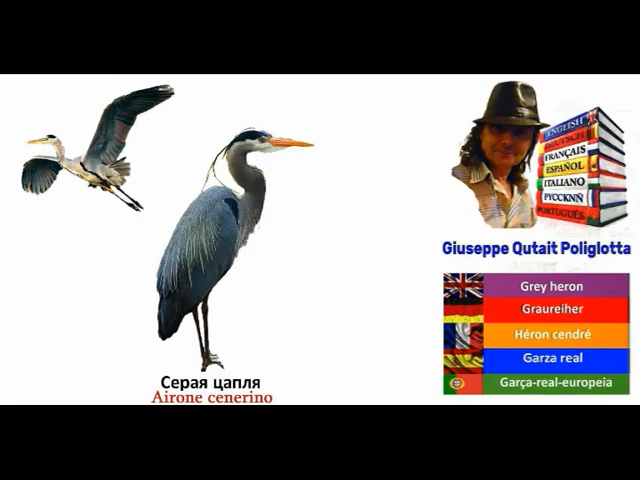 Серая цапля
Airone cenerino
ENGLISH
DEUTSCH
FRANÇAIS
ESPAÑOL
ITALIANO
РУССКNÑ
PORTUGUÊS
Giuseppe Qutait Poliglotta
Grey heron
Graureiher
Héron cendré
Garza real
Garça-real-europeia